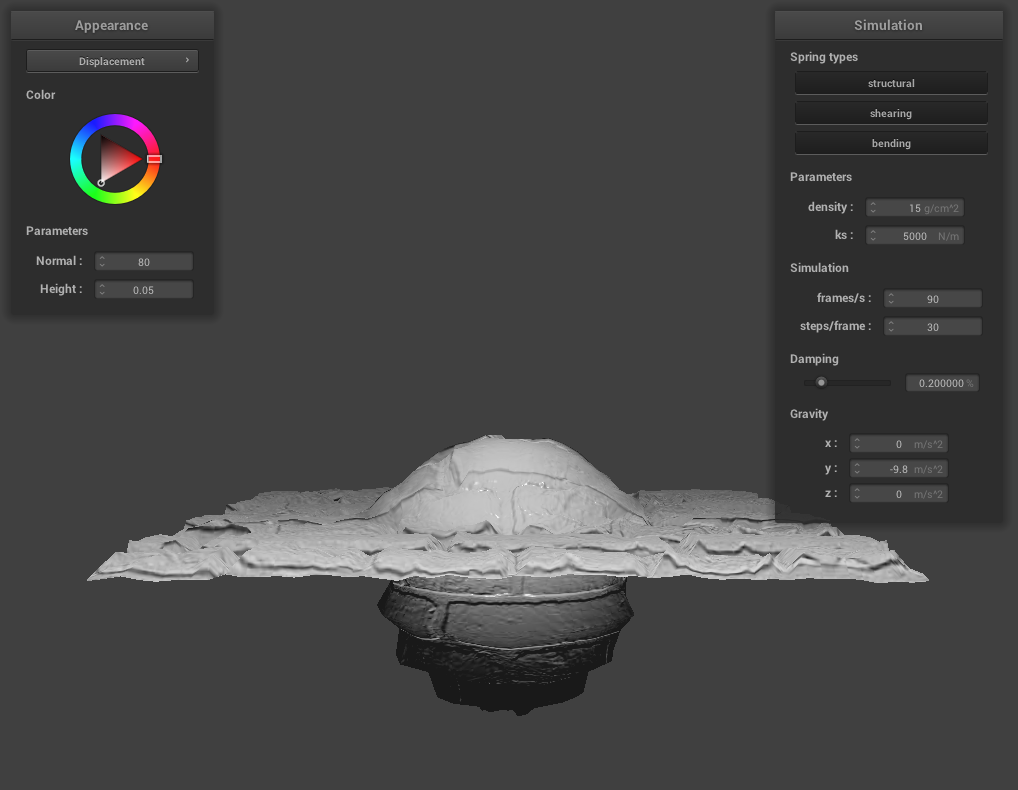 Appearance
Displacement ›
Color
Parameters
Normal : 80
Height : 0.05
Simulation
Spring types
structural
shearing
bending
Parameters
density : 15 g/cm^2
ks : 5000 N/m
Simulation
frames/s : 90
steps/frame : 30
Damping
0.200000 %
Gravity
x : 0 m/s^2
y : -9.8 m/s^2
z : 0 m/s^2